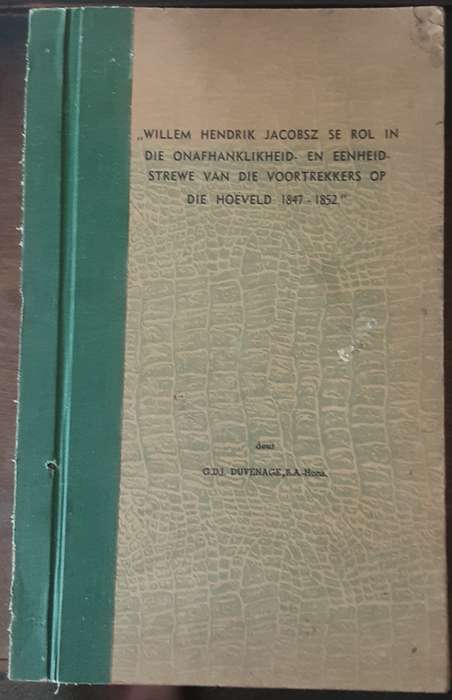 „WILLEM HENDRIK JACOBSZ SE ROL IN
DIE ONAFHANKLIKHEID- EN EENHEID-
STREWE VAN DIE VOORTREKKERS OP
DIE HOËVELD 1847 - 1852."
deur
G.D.J. DUVENAGE, B.A.-Hons.